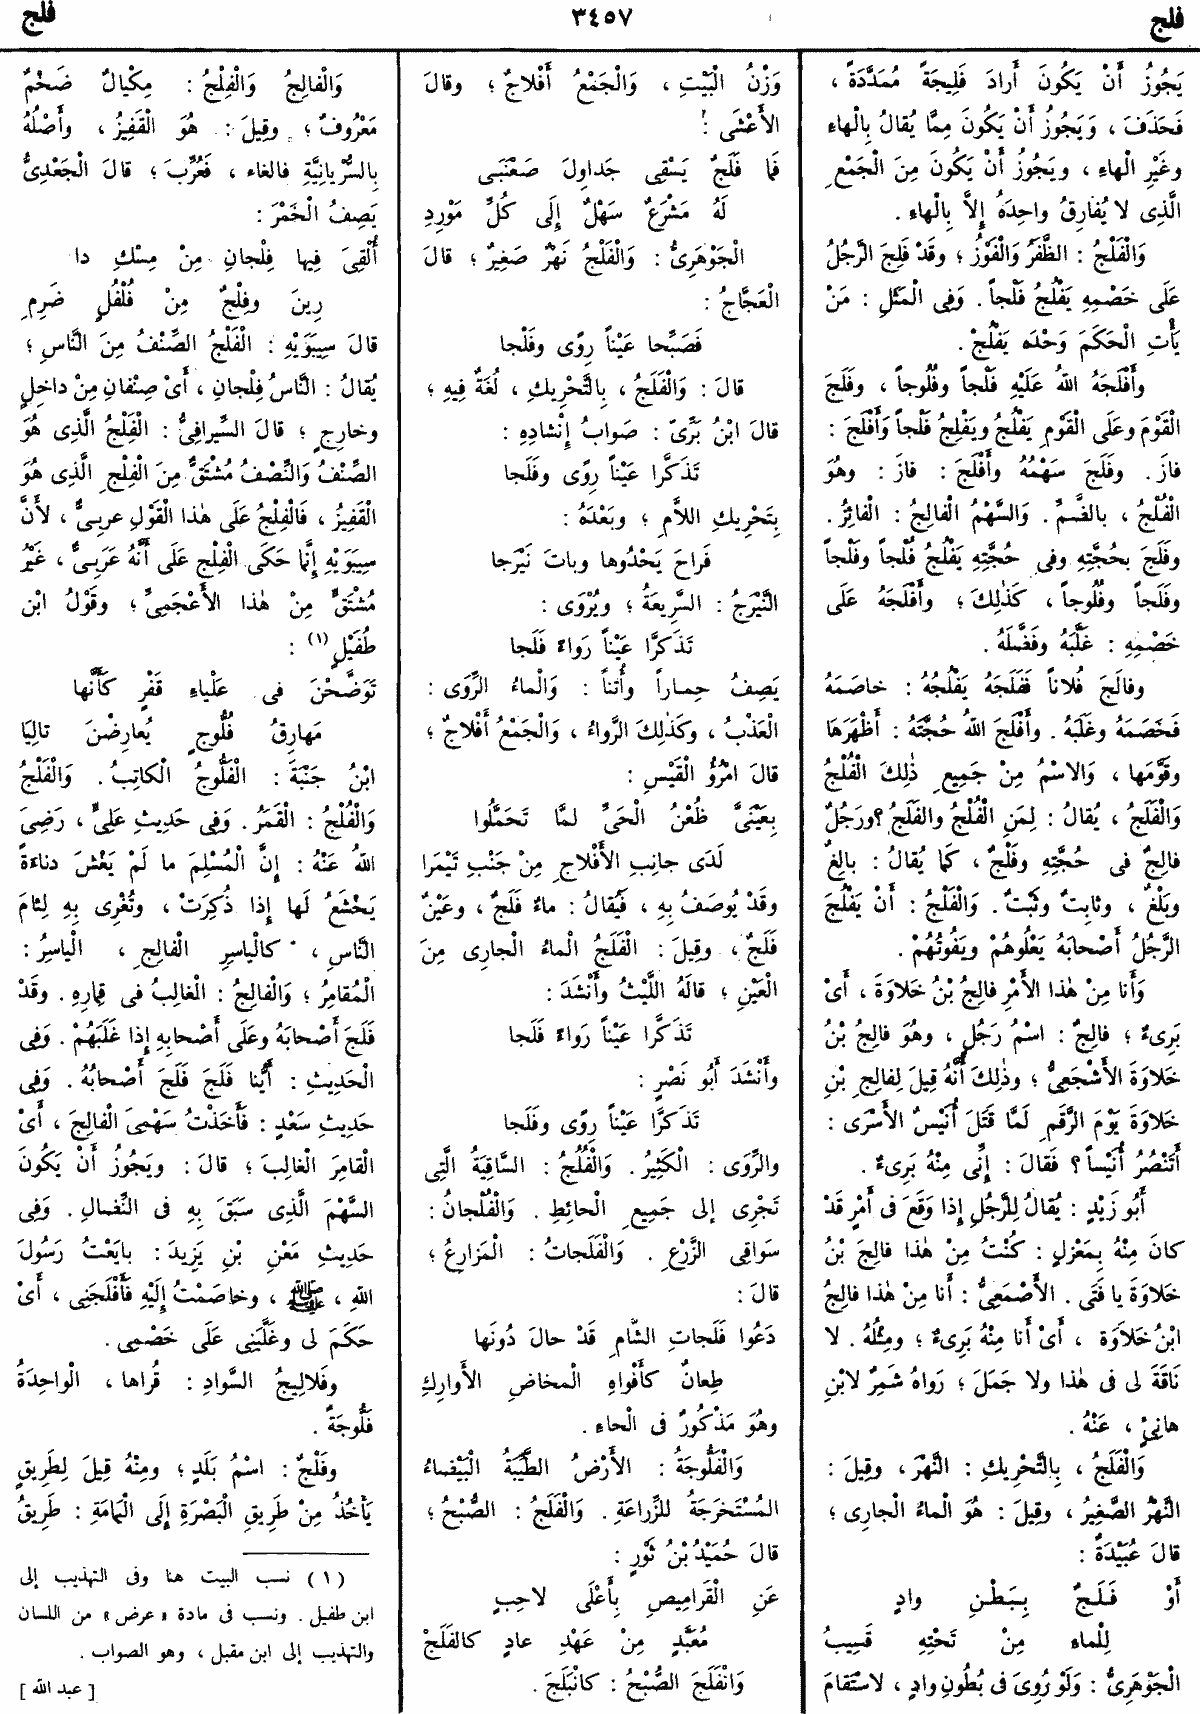 فلج
٣٤٥٧
فلج
يَجُوزُ أَنْ يَكُونَ أَرادَ فَلِيجَةً مُمَدَّدَةً ،
فَحَذَفَ ، وَيَجُوزُ أَنْ يَكُونَ مِمَّا يُقالُ بِالْهاءِ
وغَيْرِ الْهاءِ ، ويَجُوزُ أَنْ يَكُونَ مِنَ الْجَمْعِ
الَّذِى لا يُفارِقُ واحِدَهُ إِلاَّ بِالْهاءِ .
وَالْفَلْجُ : الظَّفَرُ وَالْفَوْزُ ؛ وقَدْ فَلَجَ الرَّجُلُ
عَلَى خَصْمِهِ يَفْلُجُ فَلْجاً . وَفِى الْمَثَلِ : مَنْ
يَأْتِ الْحَكَمَ وَحْدَه يَفْلُجْ .
وأَفْلَجَهُ اللهُ عَلَيْهِ فَلْجاً وفُلُوجاً ، وفَلَجَ
الْقَوْمَ وعَلَى الْقَوْمِ يَفْلُجُ ويَفْلِجُ فَلْجاً وَأَفْلَجَ :
فازَ . وفَلَجَ سَهْمُهُ وأَفْلَجَ : فازَ : وهُوَ
الْفُلْجُ ، بالضَّمِّ . وَالسَّهْمُ الْفالِجُ : الْفائِزُ .
وفَلَجَ بحُجَّتِهِ وفى حُجَّتِهِ يَفْلُجُ فُلْجاً وفَلْجاً
وفَلَجاً وفُلُوجاً ، كَذٰلِكَ ؛ وأَفْلَجَهُ عَلَى
خَصْمِهِ : غَلَّبَهُ وفَضَّلَهُ .
وفالَجَ فُلاناً فَفَلَجَهُ يَفْلُجُهُ : خاصَمَهُ
فَخَصَمَهُ وغَلَبَهُ . وأَفْلَجَ اللهُ حُجَّتَهُ : أَظْهَرَها
وقَوَّمَها ، وَالاسْمُ مِنْ جَمِيعِ ذٰلِكَ الْفُلْجُ
وَالْفَلَجُ ، يُقالُ : لِمَنِ الْفُلْجُ والفَلَجُ ؟ورَجُلٌ
فالِجٌ فى حُجَّتِهِ وفَلْجٌ ، كَما يُقالُ : بالِغٌ
وبَلْغٌ ، وثابِتٌ وثَبْتٌ . وَالْفَلْجُ : أَنْ يَفْلُجَ
الرَّجُلُ أَصْحابَهُ يَعْلُوهُمْ ويَفُوتُهُمْ .
وَأَنا مِنْ هٰذا الأَمْرِ فالِجُ بْنُ خَلاوَةَ ، أَىْ
بَرِىءٌ ؛ فالِجٌ : اسْمُ رَجُلٍ ، وهُوَ فالِجُ بْنُ
خَلاوَةَ الأَشْجَعِىُّ ؛ وذٰلِكَ أَنَّهُ قِيلَ لِفالِجِ بْنِ
خَلاوَةَ يَوْمَ الرَّقَمِ لَمَّا قَتَلَ أُنَيْسٌ الأَسْرَى :
أَتَنْصُرُ أُنَيْساً ؟ فَقالَ : إِنِّى مِنْهُ بَرِىءٌ .
أَبُو زَيْدٍ : يُقالُ لِلرَّجُلِ إِذا وَقَعَ فى أَمْرٍ قَدْ
كانَ مِنْهُ بِمَعْزِلٍ : كُنْتُ مِنْ هٰذا فالِجَ بْنُ
خَلاوَةَ يا فَتَى . الأَصْمَعِىُّ : أَنا مِنْ هٰذا فالِجُ
ابْنُ خَلاوَةَ ، أَىْ أَنا مِنْهُ بَرِىءٌ ؛ ومِثْلُهُ . لا
نَاقَةَ لى فى هٰذا ولا جَمَلَ ؛ رَواهُ شَمِرٌ لابْنِ
هانِئٍ ، عَنْهُ .
وَالْفَلَجُ ، بِالتَّحْرِيكِ : النَّهْرَ ، وقِيلَ :
النَّهْرُ الصَّغِيرُ ، وقِيلَ : هُوَ الْماءُ الْجارِى ؛
قالَ عُبَيْدَةٌ :
أَوْ فَلَجٌ بِبَطْنِ وادٍ
لِلْماءِ مِنْ تَحْتِهِ قَسِيبُ
الْجَوْهَرِىُّ : وَلَوْ رُوِىَ فى بُطُونِ وادٍ ، لاسْتَقامَ
وَزْنُ الْبَيْتِ ، وَالْجَمْعُ أَفْلاجٌ ؛ وقالَ
الأَعْشَى :
فَما فَلَجٌ يَسْقِى جَداوِلَ صَعْنَبَى
لَهُ مَشْرَعٌ سَهْلٌ إِلَى كُلِّ مَوْرِدِ
الْجَوْهَرِىُّ : وَالْفَلْجُ نَهْرٌ صَغِيرٌ ؛ قالَ
الْعَجَّاجُ :
فَصَبَّحا عَيْناً رِوًى وفَلْجا
قالَ : وَالْفَلَجُ ، بِالتَّحْرِيكِ ، لُغَةٌ فِيهِ ؛
قالَ ابْنُ بَرِّىّ : صَوابُ إِنْشادِهِ :
تَذَكَّرا عَيْناً رِوًى وفَلَجا
بِتَحْرِيكِ اللاَّمِ ؛ وبَعْدَهُ :
فَراحَ يَحْدُوها وباتَ نَيْرَجا
النَّيْرَجُ : السَّرِيعَةُ ؛ ويُرْوَى :
تَذَكرَّا عَيْناً رَواءً فَلَجا
يَصِفُ حِماراً وأُتناً : وَالْماءُ الرِّوَى :
الْعَذْبُ ، وكَذٰلِكَ الرَّواءُ ، وَالْجَمْعُ أَفْلاجٌ ؛
قالَ امْرُؤُ الْقَيْسِ :
بِعَيْنَىَّ ظُعْنُ الْحَىِّ لمَّا تَحَمَّلُوا
لَدَى جانِبِ الأَفْلاجِ مِنْ جَنْبِ تَيْمَرا
وقَدْ يُوصَفُ بِهِ ، فَيُقالُ : ماءٌ فَلَجٌ ، وعَيْنٌ
فَلَجٌ ، وقِيلَ : الْفَلَجُ الْماءُ الْجارِى مِنَ
الْعَيْنِ ؛ قالَهُ اللَّيْثُ وأَنْشَدَ :
تَذَكَّرا عَيْناً رَواءً فَلَجا
وأَنْشَدَ أَبُو نَصْرٍ :
تَذَكرَّا عَيْناً رِوًى وفَلَجا
والرِّوَى : الْكَثِيرُ . وَالْفُلُجُ : السَّاقِيَةُ الَّتِى
تَجْرِى إلى جَمِيعِ الْحائِطِ . وَالْفُلْجانُ :
سَواقِى الزَّرْعِ . وَالْفَلَجاتُ : الْمَزارِعُ ؛
قالَ :
دَعُوا فَلَجاتِ الشَّامِ قَدْ حالَ دُونَها
طِعانٌ كأَفْواهِ الْمخاضِ الأَوارِكِ
وهُوَ مَذْكُورٌ فى الْحاءِ .
وَالْفَلُّوجَةُ : الأَرْضُ الطَّيِّبَةُ الْبَيْضاءُ
الْمُسْتَخرَجَةُ لِلزِّراعَةِ . وَالْفَلَجُ : الصُّبْحُ ؛
قالَ حُمَيْدُ بْنُ ثَوْرٍ :
عَنِ الْقَرامِيصِ بِأَعْلَى لاحِبٍ
مُعَبَّدٍ مِنْ عَهْدِ عادٍ كالفَلَجْ
وَانْفَلَجَ الصُّبْحُ : كانْبَلَجَ .
وَالْفالِجُ وَالْفِلْجُ : مِكْيالٌ ضَخْمٌ
مَعْرُوفٌ ؛ وقِيلَ : هُوَ الْقَفِيزُ ، وأَصْلُهُ
بِالسُّرْيانِيَّةِ فالغاء ، فَعُرِّبَ ؛ قالَ الْجَعْدِىُّ
يَصِفُ الْخَمْرَ :
أُلْقِىَ فِيها فِلْجانِ مِنْ مِسْكِ دا
رِينَ وفِلْجٌ مِنْ فُلْفُلٍ ضَرِمِ
قالَ سِيبَوَيْهِ : الْفَلْجُ الصِّنْفُ مِنَ النَّاسِ ؛
يُقالُ : النَّاسُ فِلْجانِ ، أَىْ صِنْفانِ مِنْ داخِلٍ
وخارِجٍ ؛ قالَ السِّيرافِىُّ : الْفِلْجُ الَّذِى هُوَ
الصِّنْفُ وَالنِّصْفُ مُشْتَقٌّ مِنَ الْفِلْجِ الَّذِى هُوَ
الْقَفِيزُ ، فَالْفِلْجُ عَلَى هٰذا الْقَوْلِ عرَبِىٌّ ، لأَنَّ
سِيبَوَيْهِ إِنَّما حَكَى الْفِلْجَ عَلَى أَنَّهُ عَرَبِىٌّ ، غَيْرُ
مُشْتَقٍّ مِنْ هٰذا الأَعْجَمِىِّ ؛ وقَوْلُ ابْنِ
طُفَيْلٍ (١) :
تَوَضَّحْنَ فى عَلْياءِ قَفْرٍ كَأَنَّها
مَهارِقُ فَلُّوجٍ يُعارِضْنَ تالِيَا
ابْنُ جَنْبَةَ : الْفَلُّوجُ الْكاتِبُ . وَالْفَلْجُ
وَالْفُلْجُ : الْقَمَرُ . وَفِى حَدِيثِ عَلِىٍّ ، رَضِىَ
اللهُ عَنْهُ : إِنَّ الْمُسْلِمَ ما لَمْ يَغْشَ دناءَةً
يَخْشَعُ لَها إِذا ذُكِرَتْ ، وتُغْرِى بِهِ لِئامَ
النَّاسِ ، كالْياسِرِ الْفالِجِ ، الْياسِرُ :
الْمُقامِرُ ؛ وَالْفالِجُ : الْغالِبُ فى قِمارِهِ . وقَدْ
فَلَجَ أَصْحابَهُ وعَلَى أَصْحابِهِ إِذا غَلَبَهُمْ . وَفِى
الْحَدِيثِ : أَيُّنا فَلَجَ فَلَجَ أَصْحابُهُ . وَفِى
حَدِيثِ سَعْدٍ : فَأَخَذْتُ سَهْمِىَ الْفالِجَ ، أَىْ
الْقامِرَ الْغالِبَ ؛ قالَ : ويَجُوزُ أَنْ يَكُونَ
السَّهْمَ الَّذِى سَبَقَ بِهِ فى النِّضالِ . وَفِى
حَدِيثِ مَعْنِ بْنِ يَزِيدَ : بايَعْتُ رَسُولَ
اللهِ ، ﷺ ، وخاصَمْتُ إِلَيْهِ فَأَفْلَجَنِى ، أَىْ
حَكَمَ لى وغَلَّبَنِى عَلَى خَصْمِى .
وفَلالِيجُ السَّوادِ : قُراها ، الْواحِدَةُ
فَلُّوجَةٌ .
وفَلْجٌ : اسْمُ بَلَدٍ ؛ ومِنْهُ قِيلَ لِطَرِيقٍ
يَأْخُذُ مِنْ طَرِيقِ الْبَصْرَةِ إِلَى الْيَمامَةِ : طَرِيقُ
(١) نسب البيت هنا وفى التهذيب إلى
ابن طفيل . ونسب فى مادة « عرض » من اللسان
والتهذيب إلى ابن مقبل ، وهو الصواب .
[ عبد الله ]